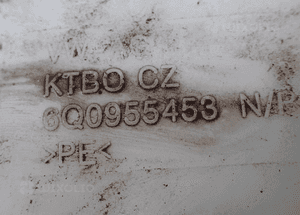 KTBO CZ
6Q0955453 N/R
>PE<